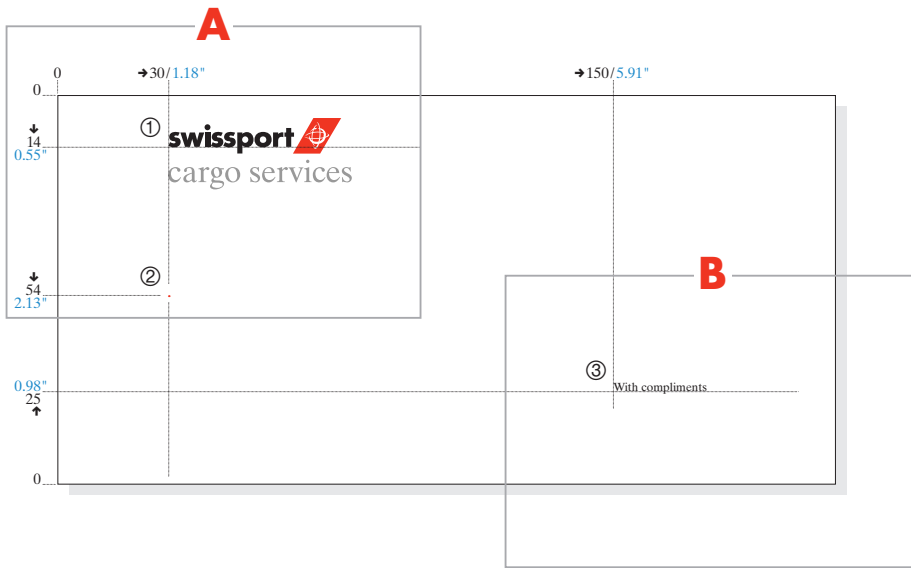 A
0 ➔30/1.18" ➔150/5.91"
0
① swissport
14
0.55"
cargo services
②
54
2.13"
B
③
0.98" With compliments
25
0